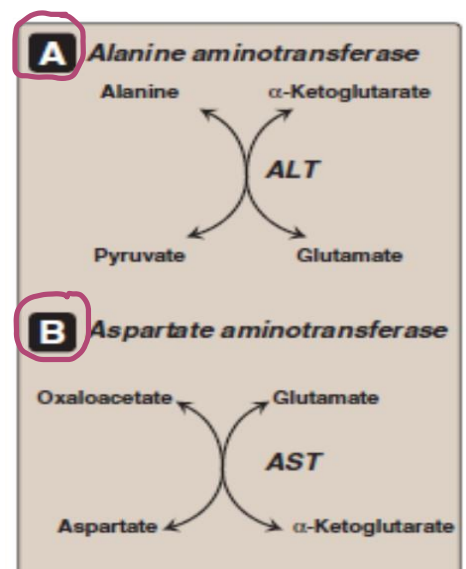 A Alanine aminotransferase
Alanine α-Ketoglutarate
ALT
Pyruvate Glutamate
B Aspartate aminotransferase
Oxaloacetate Glutamate
AST
Aspartate α-Ketoglutarate